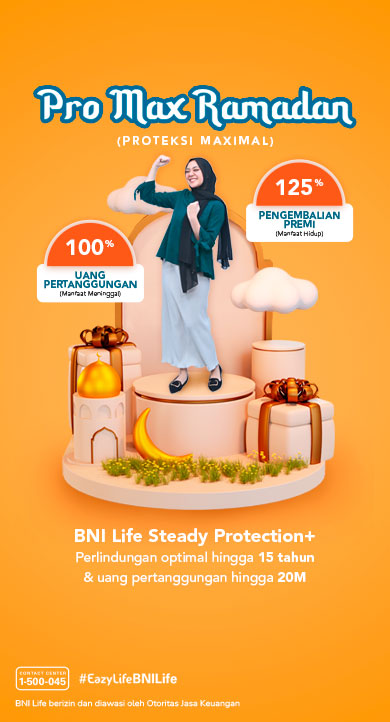 Pro Max Ramadan
(PROTEKSI MAXIMAL)
125%
PENGEMBALIAN
PREMI
(Manfaat Hidup)
100%
UANG
PERTANGGUNGAN
(Manfaat Meninggal)
BNI Life Steady Protection+
Perlindungan optimal hingga 15 tahun
& uang pertanggungan hingga 20M
CONTACT CENTER
1-500-045
#EazyLifeBNILife
BNI Life berizin dan diawasi oleh Otoritas Jasa Keuangan